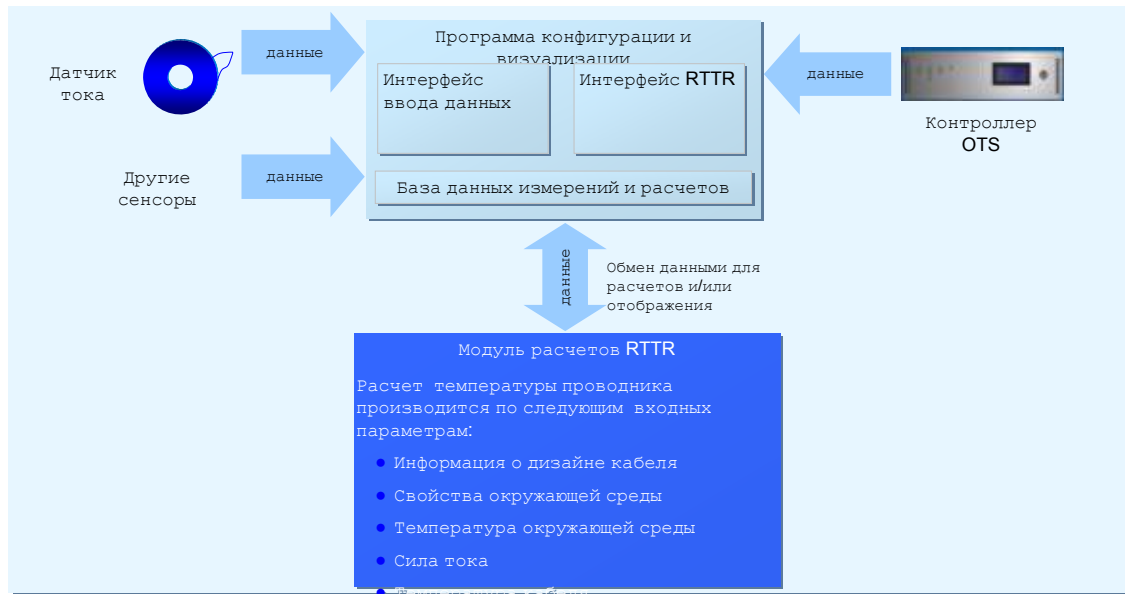 Программа конфигурации и
визуализации
данные
Датчик
тока
Интерфейс
ввода данных
Интерфейс RTTR
данные
Контроллер
OTS
Другие
сенсоры
данные
База данных измерений и расчетов
данные
Обмен данными для
расчетов и/или
отображения
Модуль расчетов RTTR
Расчет температуры проводника
производится по следующим входных
параметрам:
● Информация о дизайне кабеля
● Свойства окружающей среды
● Температура окружающей среды
● Сила тока